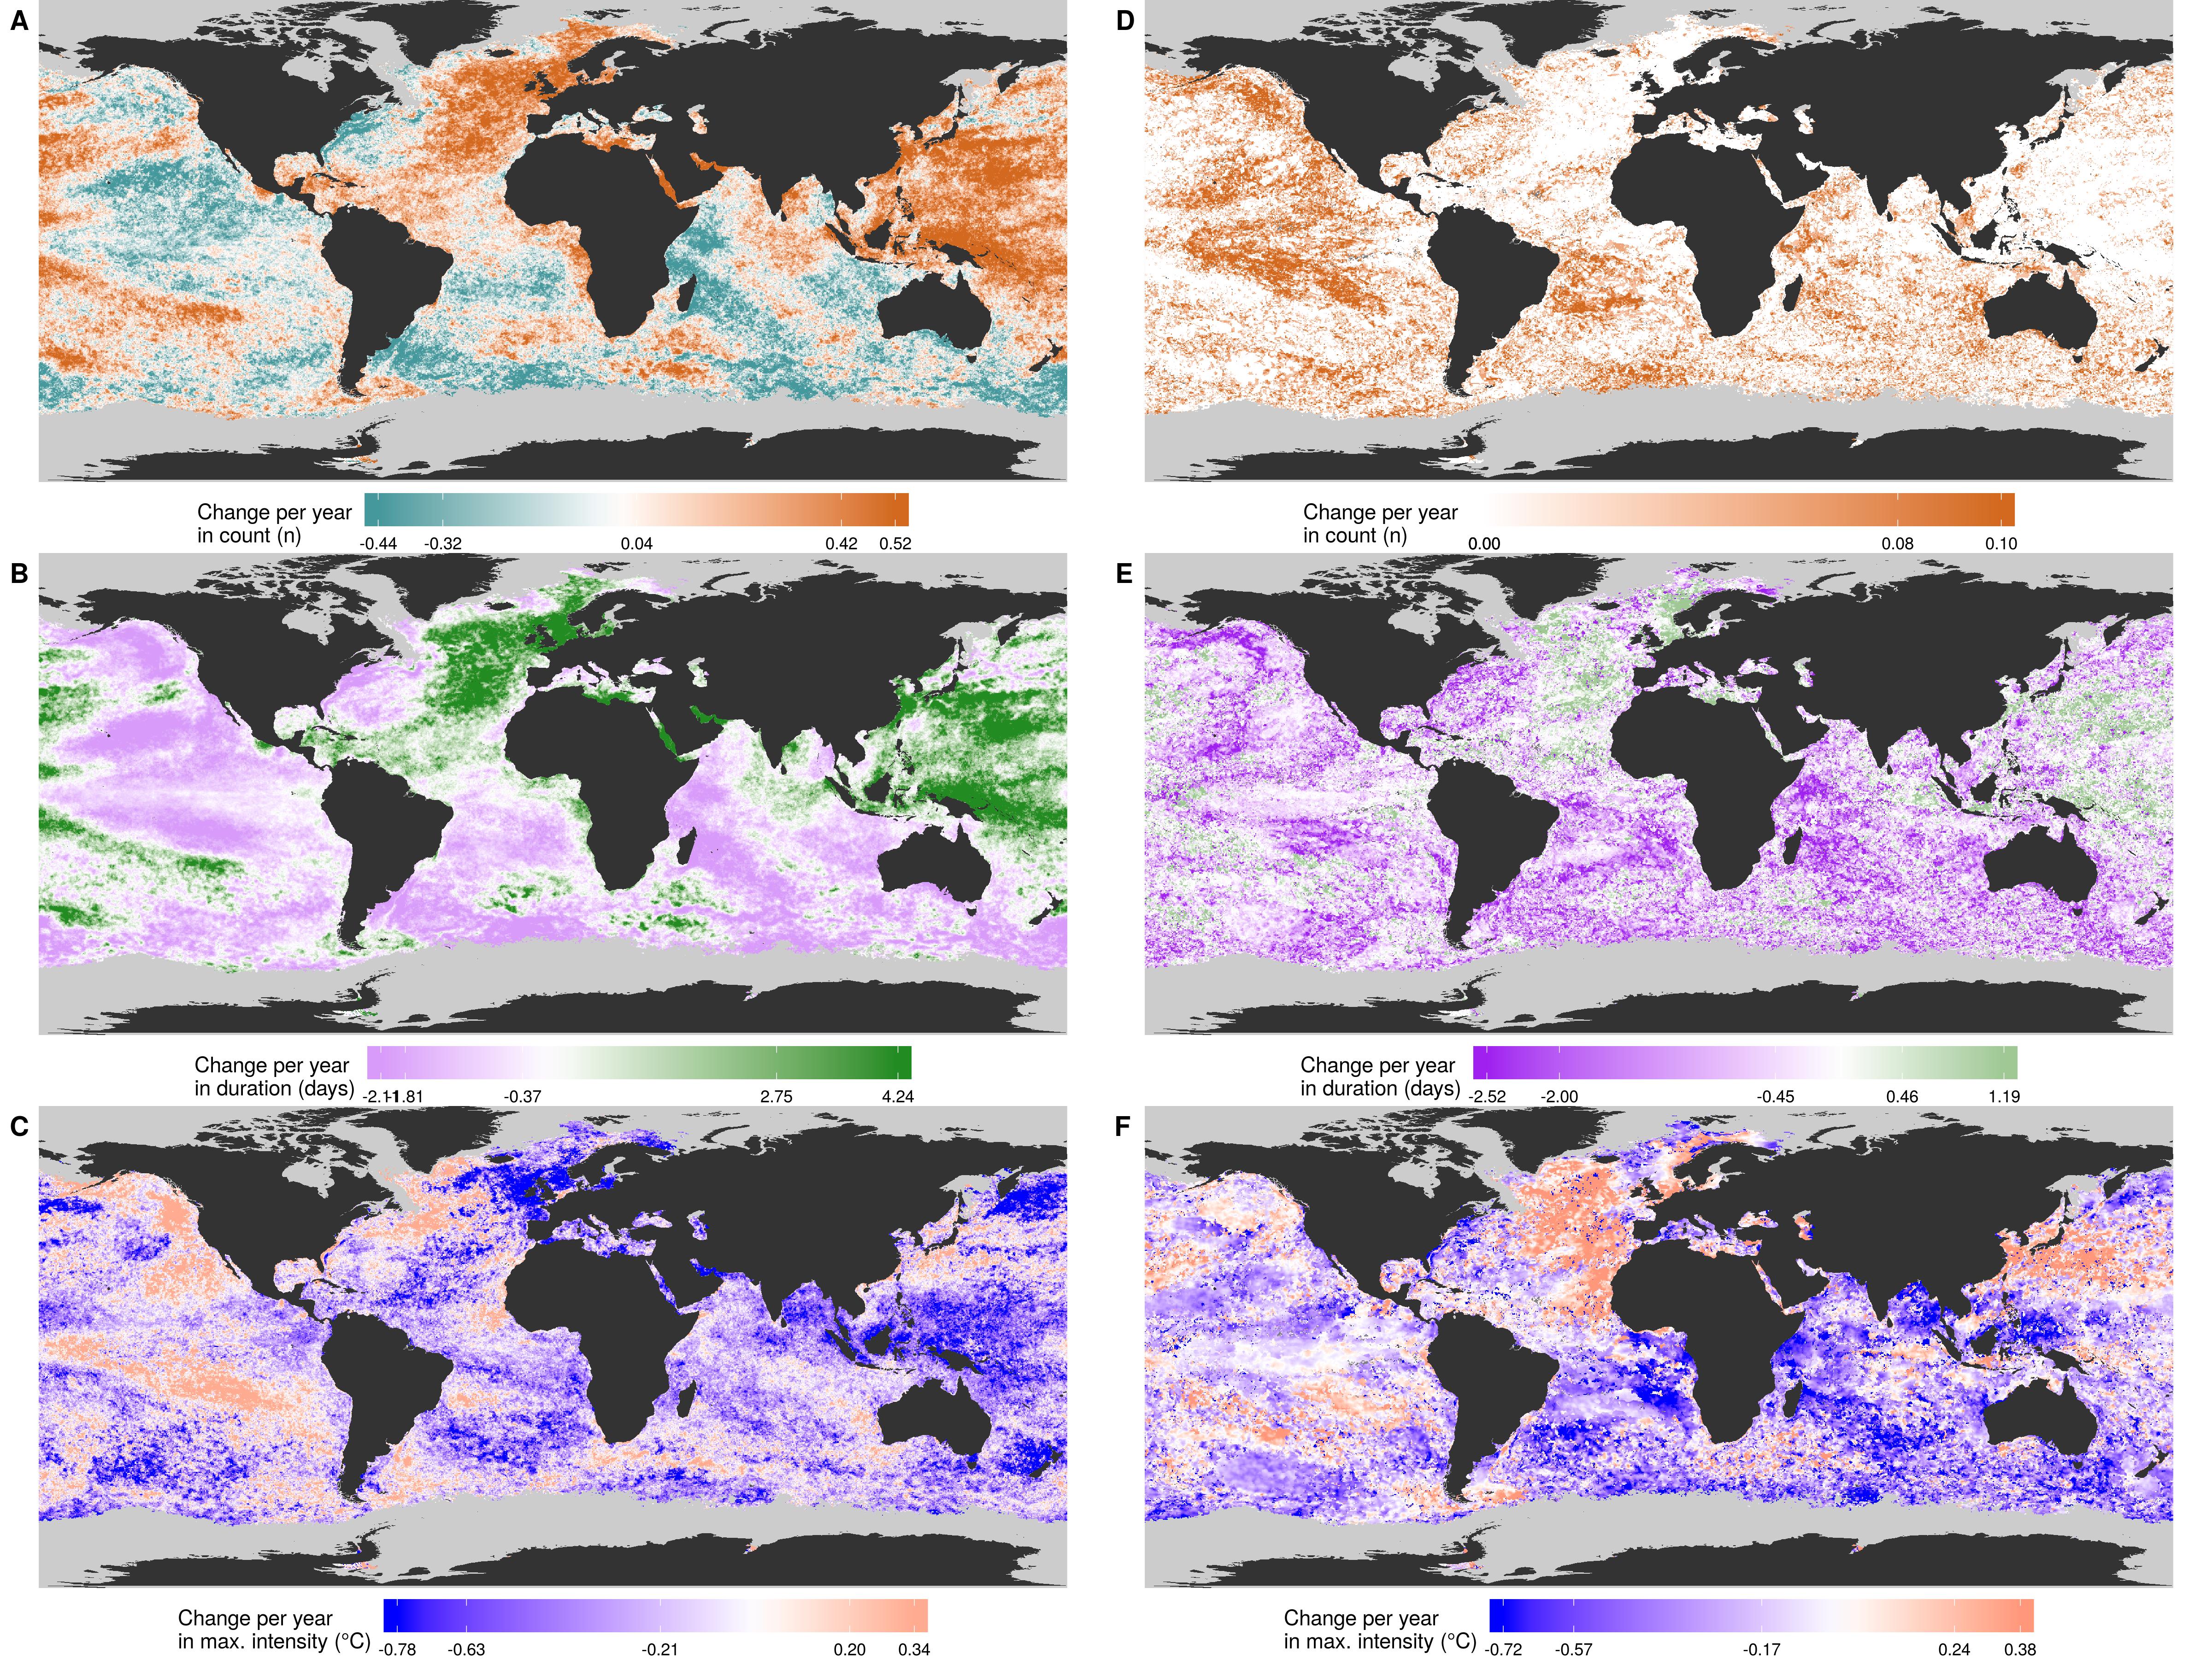 A
D
Change per year
in count (n)
-0.44 -0.32 0.04 0.42 0.52
Change per year
in count (n)
0.00 0.08 0.10
B
E
Change per year
in duration (days)
-2.11 1.81 -0.37 2.75 4.24
Change per year
in duration (days)
-2.52 -2.00 -0.45 0.46 1.19
C
F
Change per year
in max. intensity (°C)
-0.78 -0.63 -0.21 0.20 0.34
Change per year
in max. intensity (°C)
-0.72 -0.57 -0.17 0.24 0.38